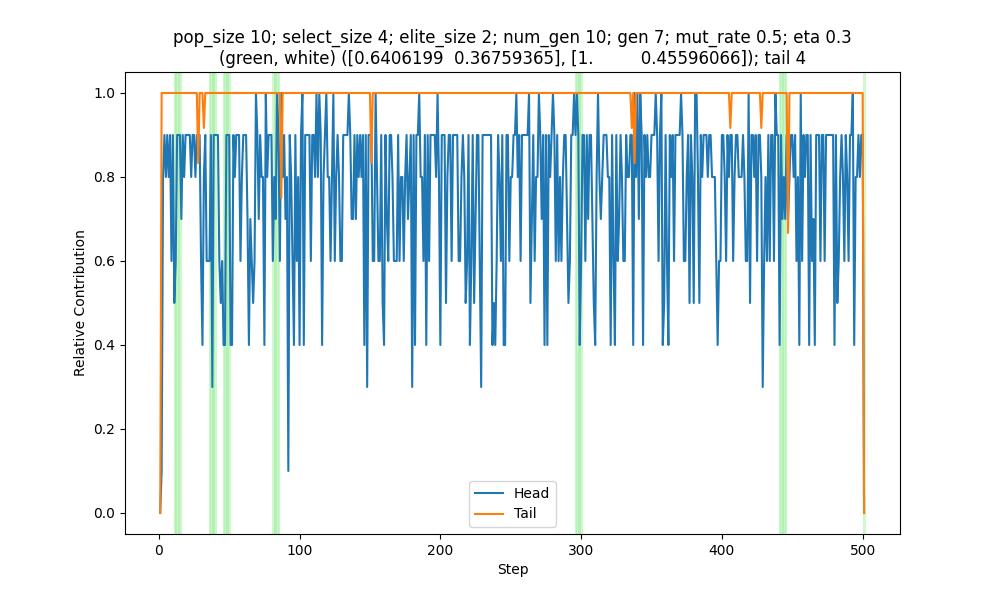 pop_size 10; select_size 4; elite_size 2; num_gen 10; gen 7; mut_rate 0.5; eta 0.3
(green, white) ([0.6406199  0.36759365], [1.         0.45596066]); tail 4
1.0
0.8
0.6
0.4
0.2
0.0
Relative Contribution
Head
Tail
0 100 200 300 400 500
Step